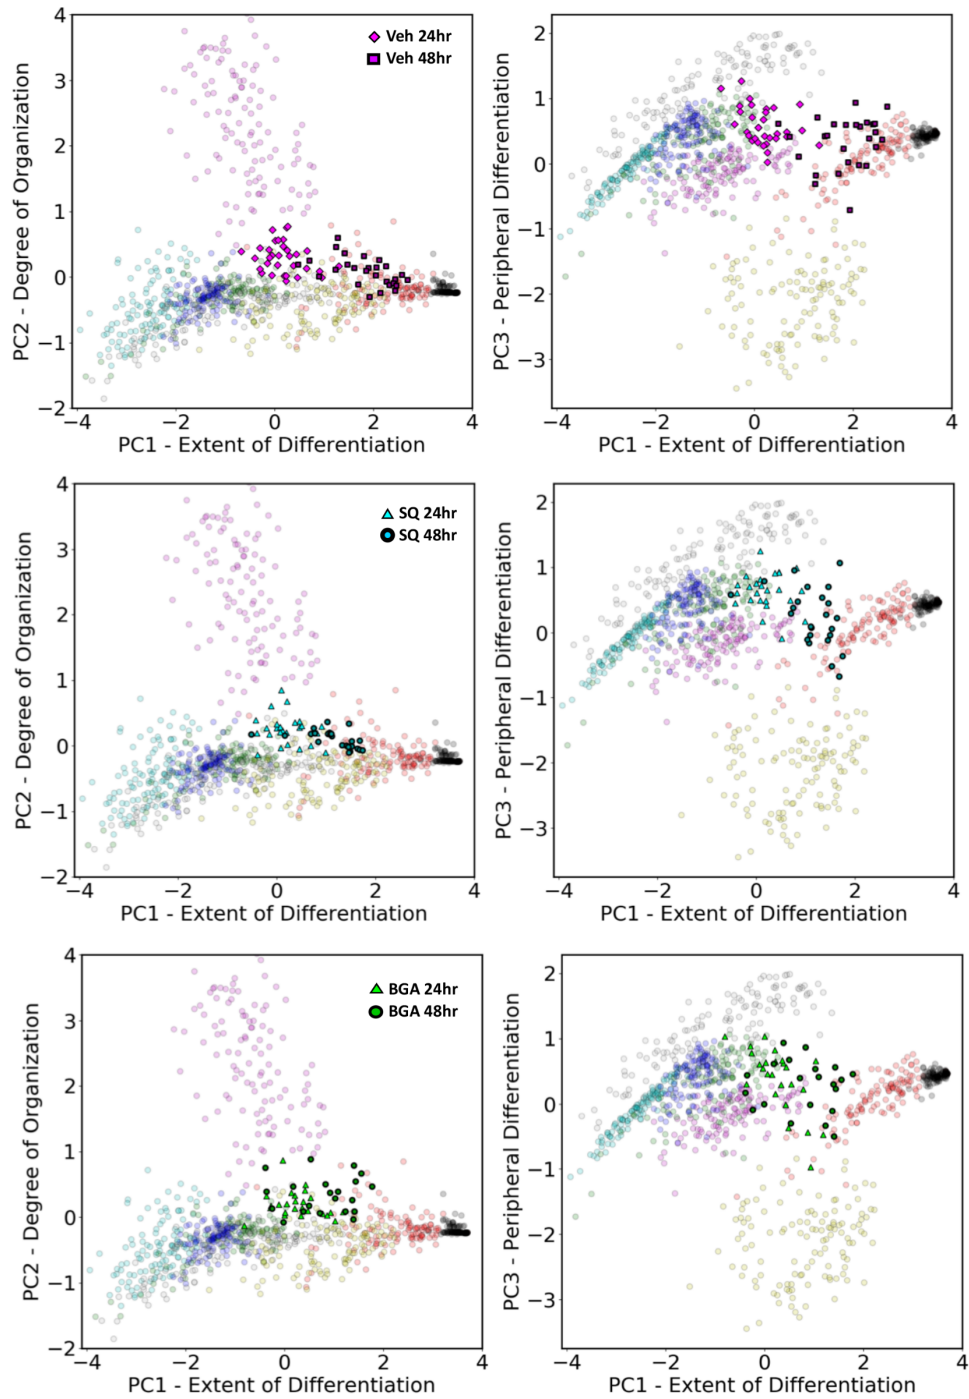 4
3
2
1
0
−1
−2
PC2 - Degree of Organization
Veh 24hr
Veh 48hr
−4 −2 0 2 4
PC1 - Extent of Differentiation
2
1
0
−1
−2
−3
PC3 - Peripheral Differentiation
−4 −2 0 2 4
PC1 - Extent of Differentiation
4
3
2
1
0
−1
−2
PC2 - Degree of Organization
SQ 24hr
SQ 48hr
−4 −2 0 2 4
PC1 - Extent of Differentiation
2
1
0
−1
−2
−3
PC3 - Peripheral Differentiation
−4 −2 0 2 4
PC1 - Extent of Differentiation
4
3
2
1
0
−1
−2
PC2 - Degree of Organization
BGA 24hr
BGA 48hr
−4 −2 0 2 4
PC1 - Extent of Differentiation
2
1
0
−1
−2
−3
PC3 - Peripheral Differentiation
−4 −2 0 2 4
PC1 - Extent of Differentiation